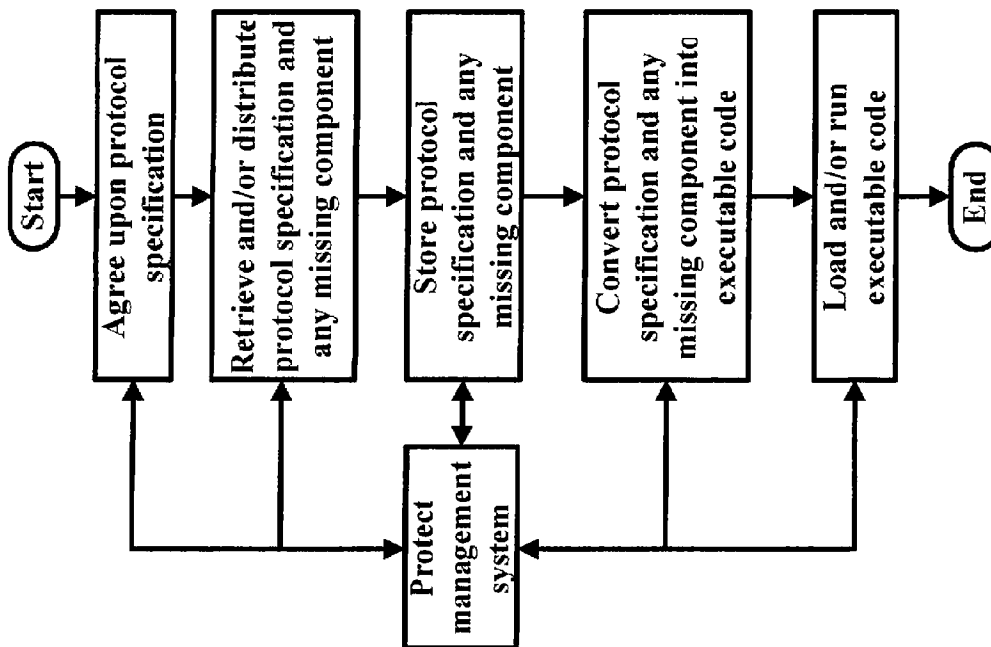 Start
Agree upon protocol
specification
Retrieve and/or distribute
protocol specification and
any missing component
Store protocol
specification and any
missing component
Convert protocol
specification and any
missing component into
executable code
Load and/or run
executable code
End
Protect
management
system